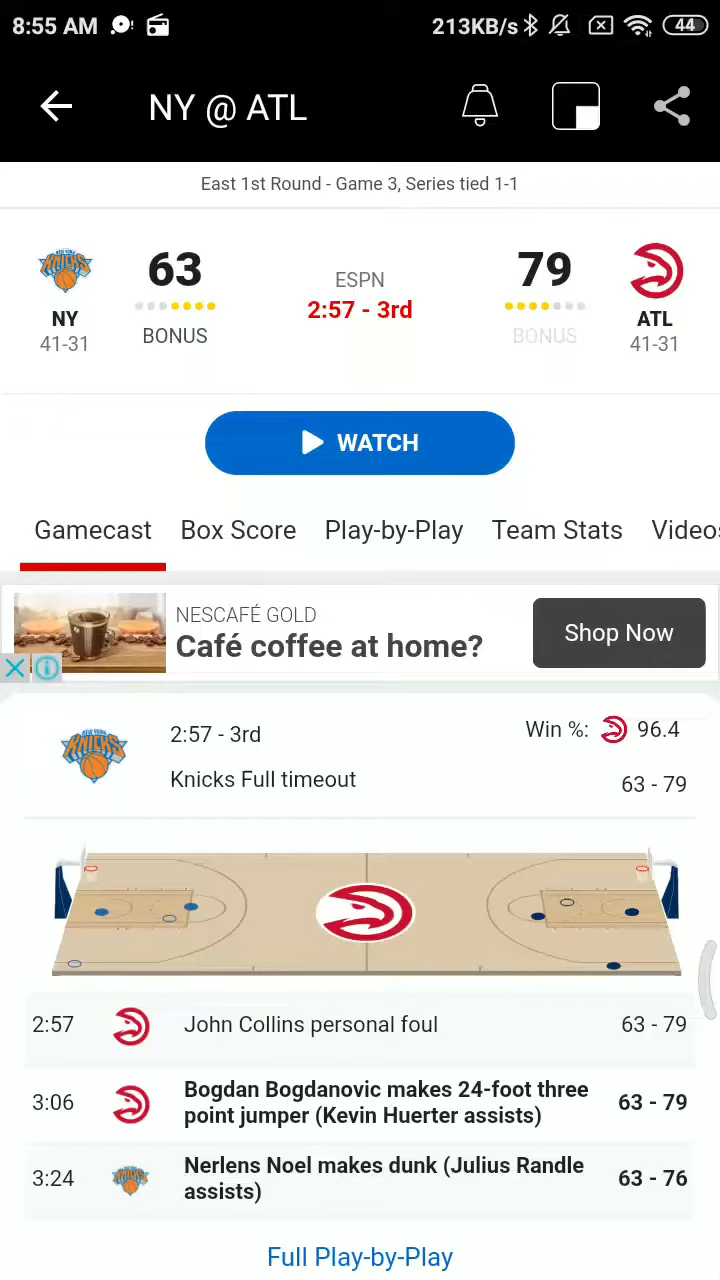 8:55 AM
213KB/s
44
NY @ ATL
East 1st Round - Game 3, Series tied 1-1
63
79
ESPN
2:57 - 3rd
NY
ATL
41-31
BONUS
BONUS
41-31
WATCH
Gamecast Box Score Play-by-Play Team Stats Videos
NESCAFÉ GOLD
Café coffee at home?
Shop Now
2:57 - 3rd
Win %: 96.4
Knicks Full timeout
63 - 79
2:57 John Collins personal foul 63 - 79
3:06 Bogdan Bogdanovic makes 24-foot three
point jumper (Kevin Huerter assists) 63 - 79
3:24 Nerlens Noel makes dunk (Julius Randle
assists) 63 - 76
Full Play-by-Play